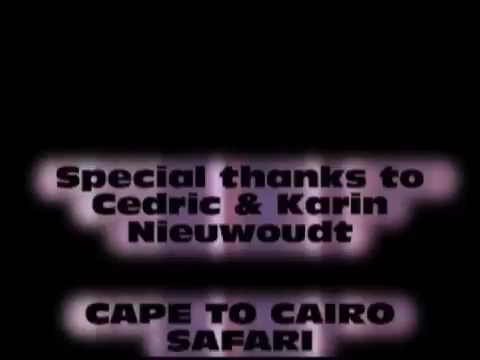 Special thanks to
Cedric & Karin
Nieuwoudt
CAPE TO CAIRO
SAFARI